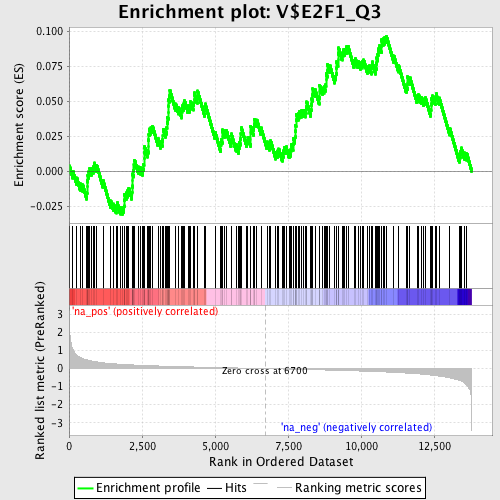 Enrichment plot: V$E2F1_Q3
Enrichment score (ES)
0.100
0.075
0.050
0.025
0.000
-0.025
'na_pos' (positively correlated)
Ranked list metric (PreRanked)
3
2
1
0
-1
-2
-3
Zero cross at 6700
'na_neg' (negatively correlated)
0
2,500
5,000
7,500
10,000
12,500
Rank in Ordered Dataset
Enrichment profile
Hits
Ranking metric scores